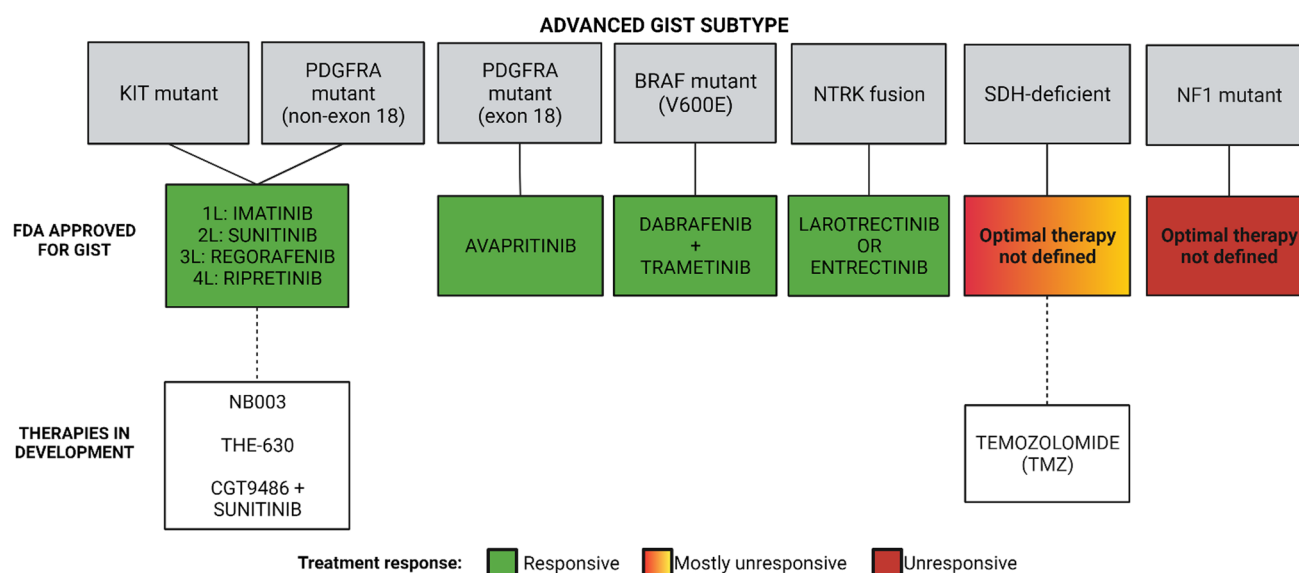 ADVANCED GIST SUBTYPE
KIT mutant
PDGFRA
mutant
(non-exon 18)
PDGFRA
mutant
(exon 18)
BRAF mutant
(V600E)
NTRK fusion
SDH-deficient
NF1 mutant
FDA APPROVED
FOR GIST
1L: IMATINIB
2L: SUNITINIB
3L: REGORAFENIB
4L: RIPRETINIB
AVAPRITINIB
DABRAFENIB
+
TRAMETINIB
LAROTRECTINIB
OR
ENTRECTINIB
Optimal therapy
not defined
Optimal therapy
not defined
THERAPIES IN
DEVELOPMENT
NB003
THE-630
CGT9486 +
SUNITINIB
TEMOZOLOMIDE
(TMZ)
Treatment response:
Responsive
Mostly unresponsive
Unresponsive